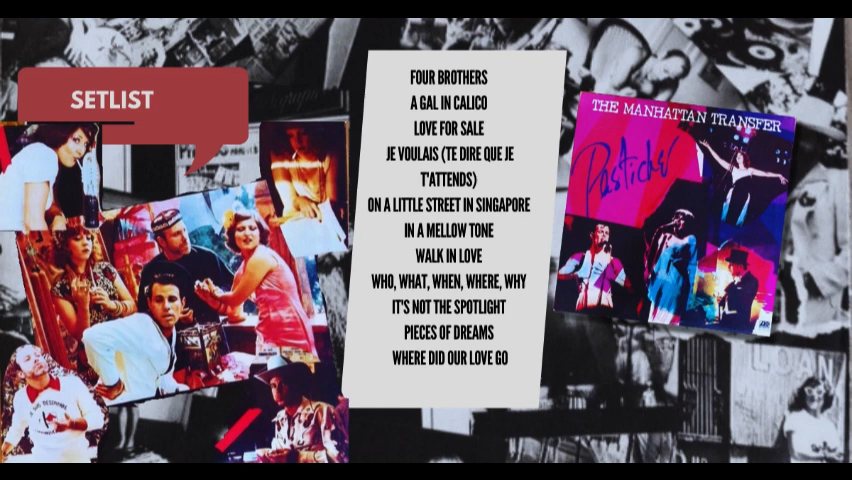 SETLIST
FOUR BROTHERS
A GAL IN CALICO
LOVE FOR SALE
JE VOULAIS (TE DIRE QUE JE
T'ATTENDS)
ON A LITTLE STREET IN SINGAPORE
IN A MELLOW TONE
WALK IN LOVE
WHO, WHAT, WHEN, WHERE, WHY
IT'S NOT THE SPOTLIGHT
PIECES OF DREAMS
WHERE DID OUR LOVE GO
THE MANHATTAN TRANSFER
Pastiche
LOAN